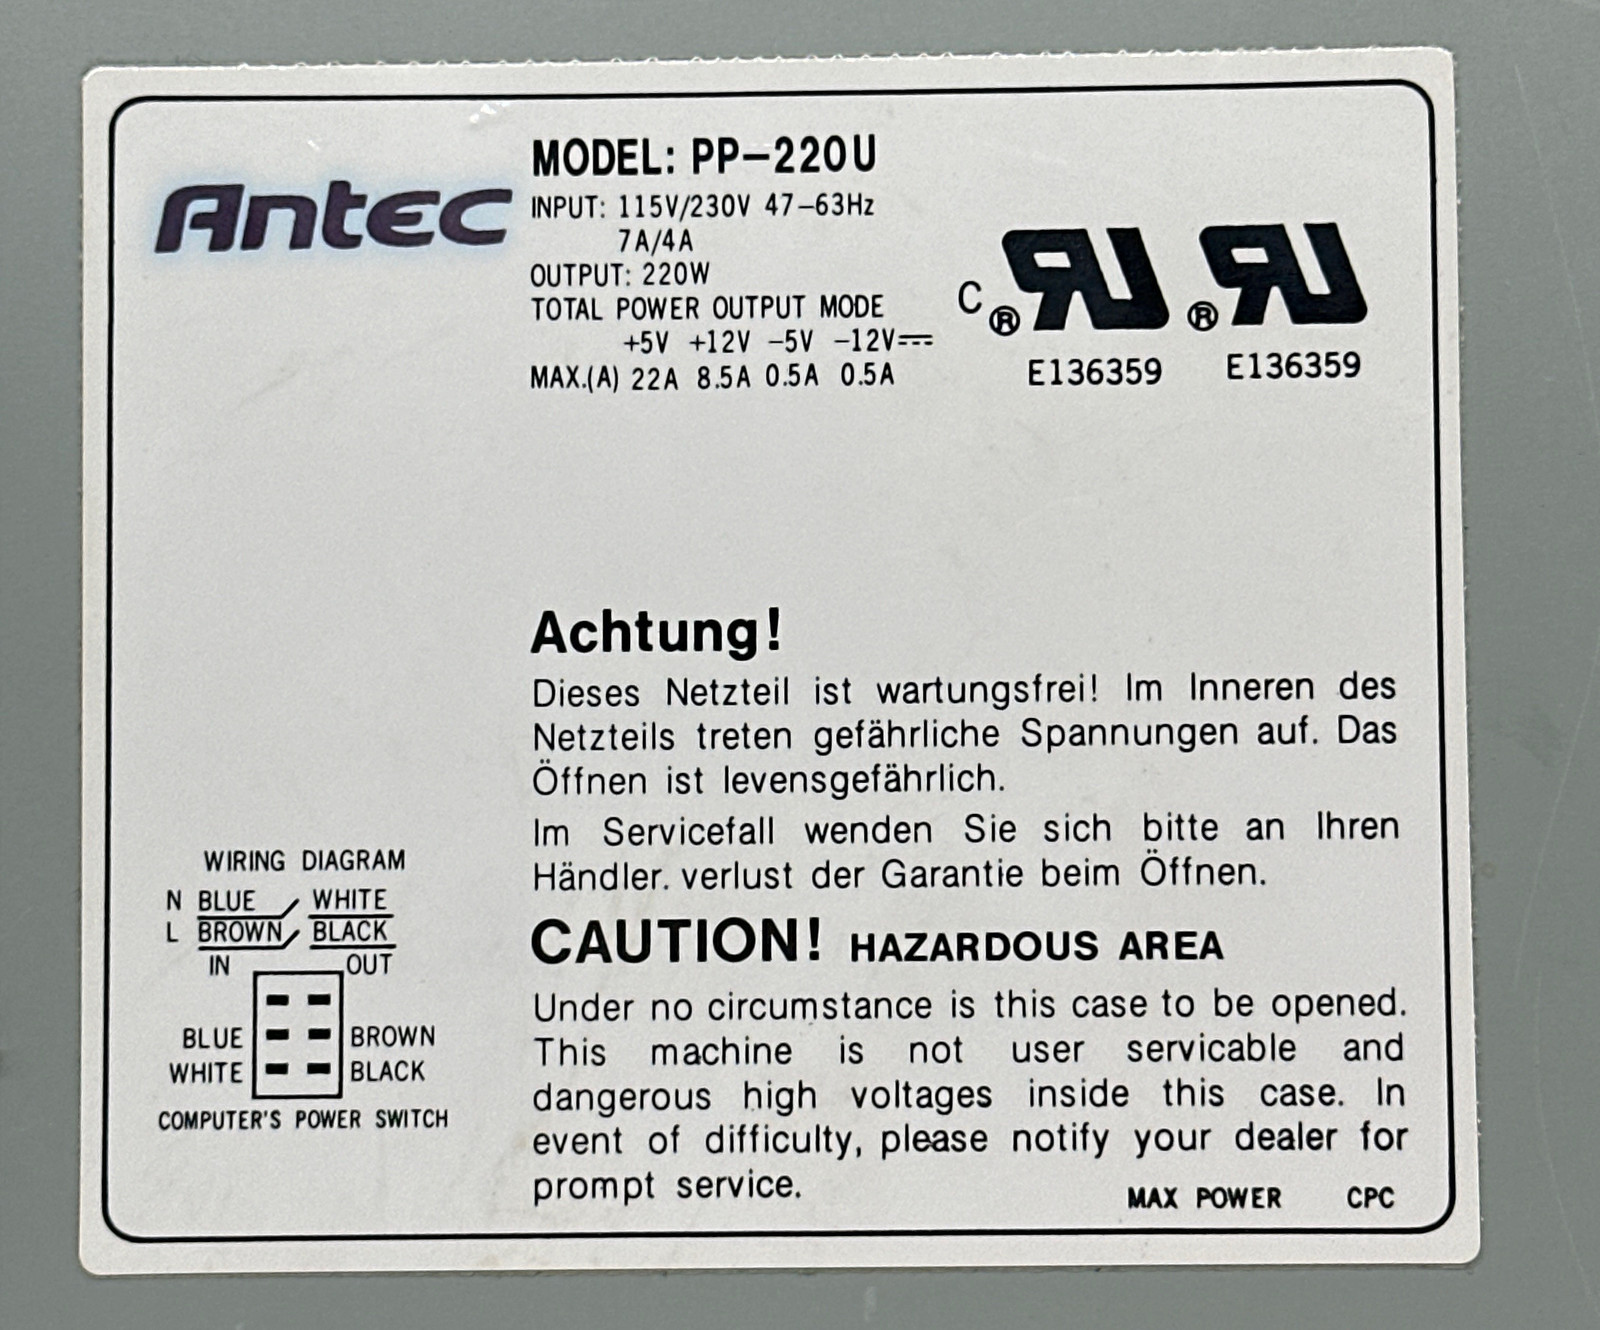 Antec
MODEL: PP-220U
INPUT: 115V/230V 47-63Hz
7A/4A
OUTPUT: 220W
TOTAL POWER OUTPUT MODE
+5V +12V -5V -12V⎓
MAX.(A) 22A 8.5A 0.5A 0.5A
C ® RU ® RU
E136359 E136359
Achtung!
Dieses Netzteil ist wartungsfrei! Im Inneren des
Netzteils treten gefährliche Spannungen auf. Das
Öffnen ist levensgefährlich.
Im Servicefall wenden Sie sich bitte an Ihren
Händler. verlust der Garantie beim Öffnen.
WIRING DIAGRAM
N BLUE WHITE
L BROWN BLACK
IN OUT
BLUE BROWN
WHITE BLACK
COMPUTER'S POWER SWITCH
CAUTION! HAZARDOUS AREA
Under no circumstance is this case to be opened.
This machine is not user servicable and
dangerous high voltages inside this case. In
event of difficulty, please notify your dealer for
prompt service.
MAX POWER CPC